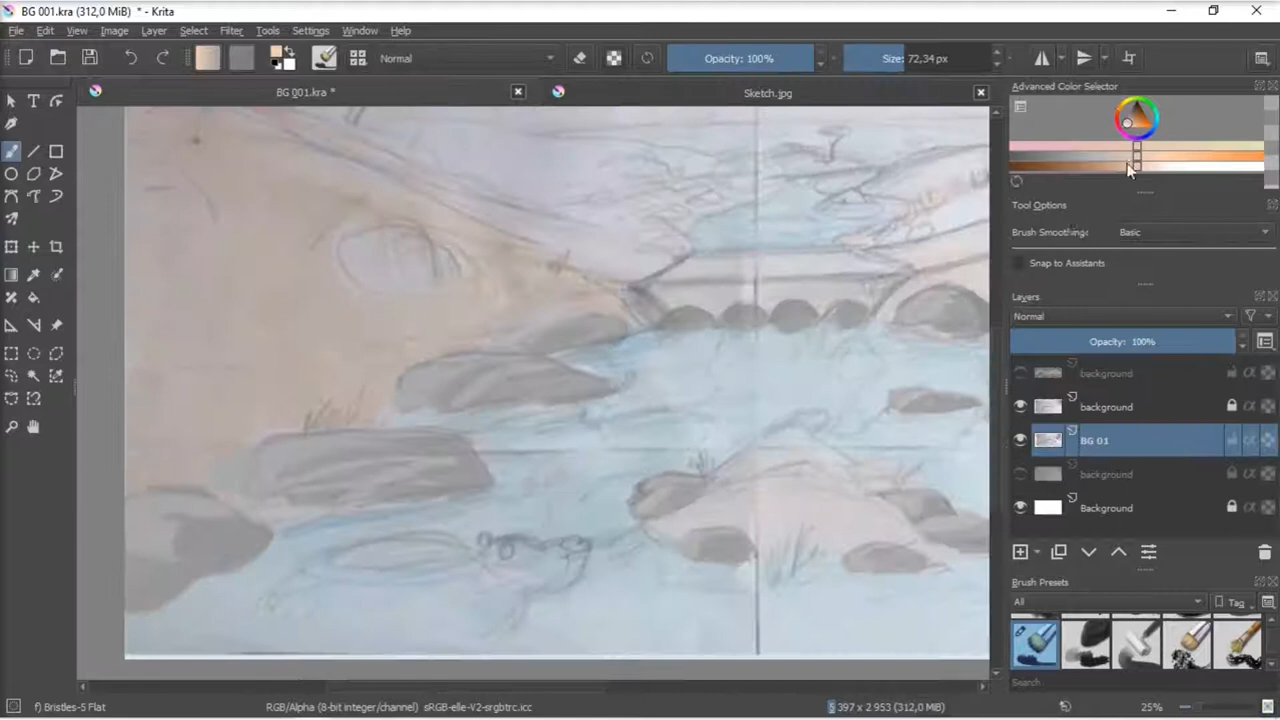 BG 001.kra (312,0 MiB) * - Krita
File Edit View Image Layer Select Filter Tools Settings Window Help
Normal
Opacity: 100%
Size: 72,34 px
BG 001.kra *
Sketch.jpg
Advanced Color Selector
Tool Options
Brush Smoothing: Basic
Snap to Assistants
Layers
Normal
Opacity: 100%
background
background
BG 01
background
Background
Brush Presets
All
Tag
Search
f) Bristles-5 Flat
RGB/Alpha (8-bit integer/channel) sRGB-elle-V2-srgbtrc.icc
5 397 x 2 953 (312,0 MiB)
25%